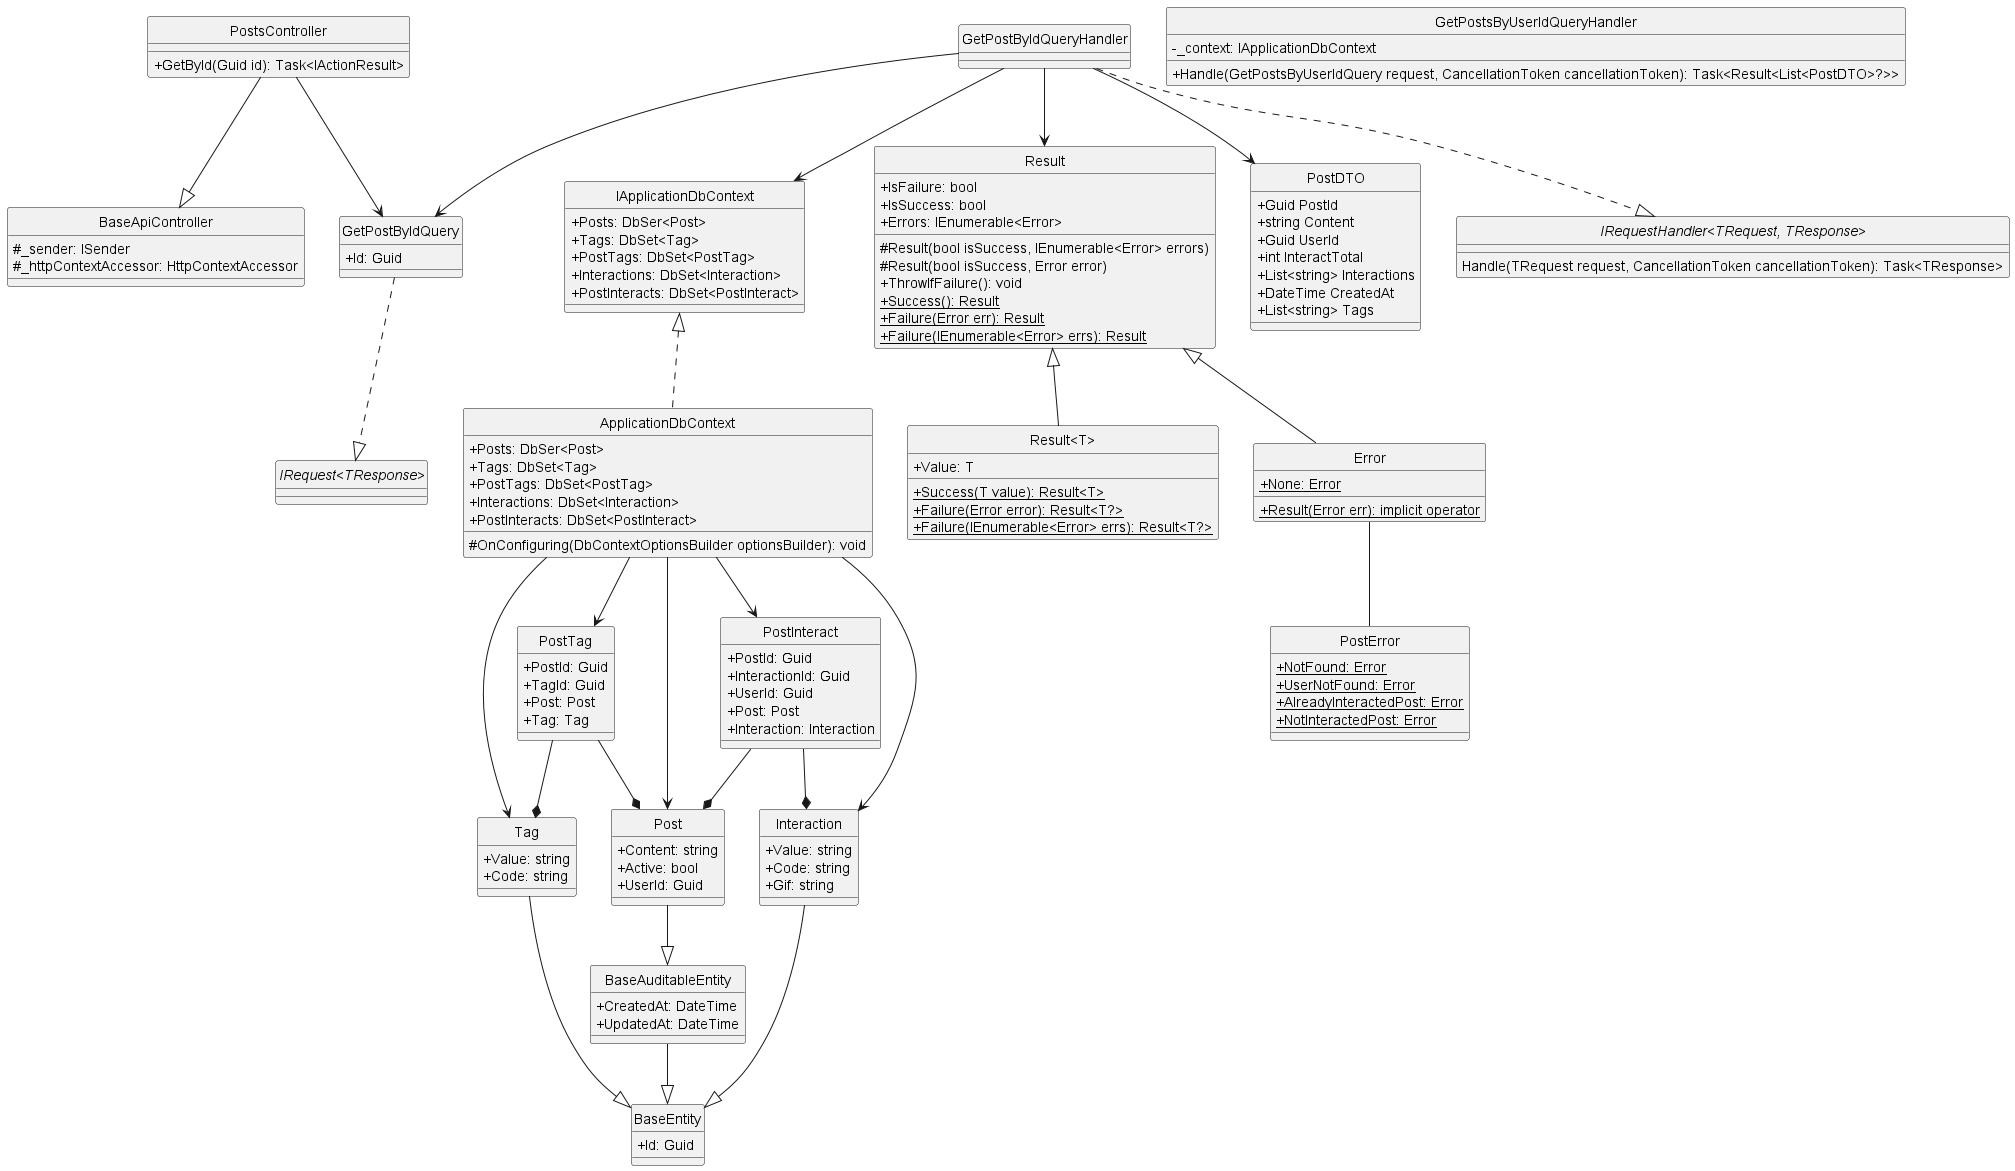 PostsController
+GetById(Guid id): Task<IActionResult>
GetPostByIdQueryHandler
GetPostsByUserIdQueryHandler
-_context: IApplicationDbContext
+Handle(GetPostsByUserIdQuery request, CancellationToken cancellationToken): Task<Result<List<PostDTO>?>>
BaseApiController
#_sender: ISender
#_httpContextAccessor: HttpContextAccessor
GetPostByIdQuery
+Id: Guid
IApplicationDbContext
+Posts: DbSer<Post>
+Tags: DbSet<Tag>
+PostTags: DbSet<PostTag>
+Interactions: DbSet<Interaction>
+PostInteracts: DbSet<PostInteract>
Result
+IsFailure: bool
+IsSuccess: bool
+Errors: IEnumerable<Error>
#Result(bool isSuccess, IEnumerable<Error> errors)
#Result(bool isSuccess, Error error)
+ThrowIfFailure(): void
+Success(): Result
+Failure(Error err): Result
+Failure(IEnumerable<Error> errs): Result
PostDTO
+Guid PostId
+string Content
+Guid UserId
+int InteractTotal
+List<string> Interactions
+DateTime CreatedAt
+List<string> Tags
IRequestHandler<TRequest, TResponse>
Handle(TRequest request, CancellationToken cancellationToken): Task<TResponse>
IRequest<TResponse>
ApplicationDbContext
+Posts: DbSer<Post>
+Tags: DbSet<Tag>
+PostTags: DbSet<PostTag>
+Interactions: DbSet<Interaction>
+PostInteracts: DbSet<PostInteract>
#OnConfiguring(DbContextOptionsBuilder optionsBuilder): void
Result<T>
+Value: T
+Success(T value): Result<T>
+Failure(Error error): Result<T?>
+Failure(IEnumerable<Error> errs): Result<T?>
Error
+None: Error
+Result(Error err): implicit operator
PostTag
+PostId: Guid
+TagId: Guid
+Post: Post
+Tag: Tag
PostInteract
+PostId: Guid
+InteractionId: Guid
+UserId: Guid
+Post: Post
+Interaction: Interaction
PostError
+NotFound: Error
+UserNotFound: Error
+AlreadyInteractedPost: Error
+NotInteractedPost: Error
Tag
+Value: string
+Code: string
Post
+Content: string
+Active: bool
+UserId: Guid
Interaction
+Value: string
+Code: string
+Gif: string
BaseAuditableEntity
+CreatedAt: DateTime
+UpdatedAt: DateTime
BaseEntity
+Id: Guid